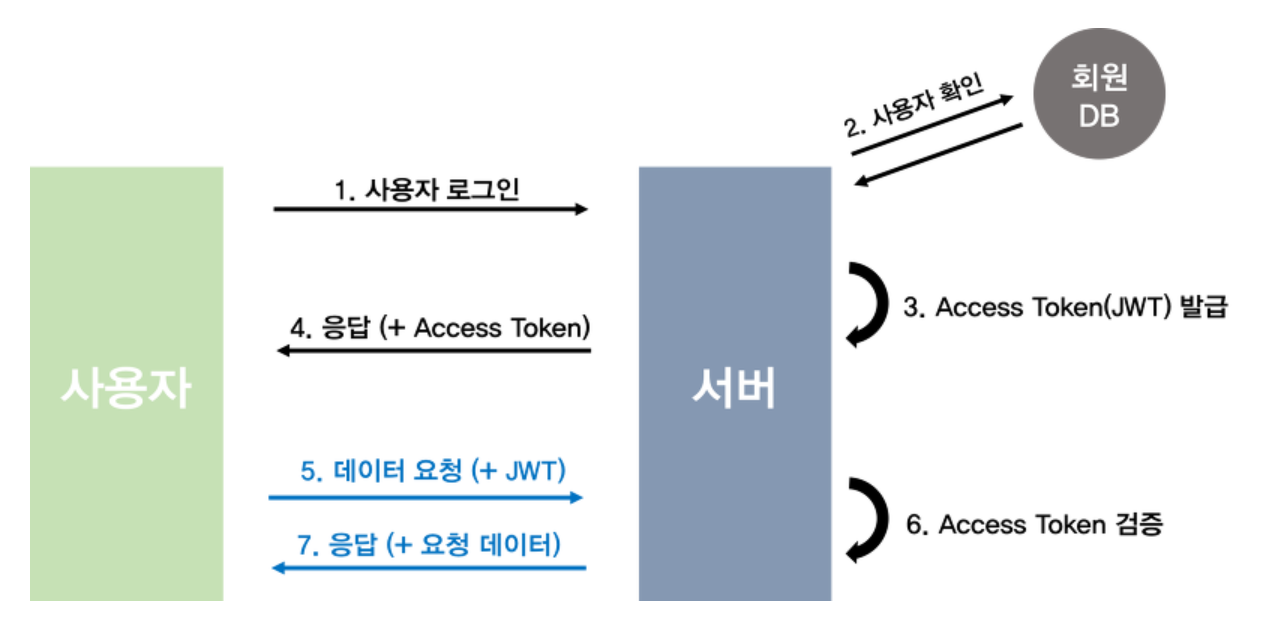 회원
DB
2. 사용자 확인
1. 사용자 로그인
3. Access Token(JWT) 발급
4. 응답 (+ Access Token)
사용자
서버
5. 데이터 요청 (+ JWT)
6. Access Token 검증
7. 응답 (+ 요청 데이터)